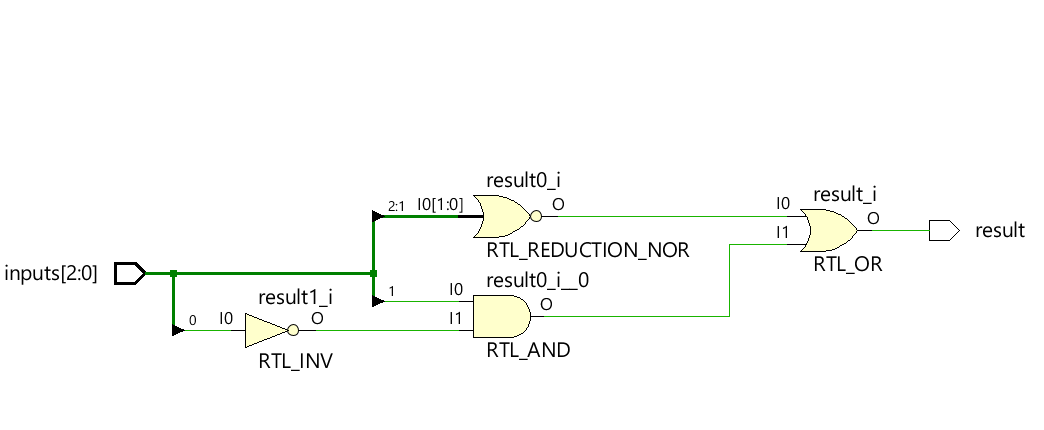 result0_i
2:1 I0[1:0] O
RTL_REDUCTION_NOR
result_i
I0
I1
O
result
RTL_OR
inputs[2:0]
result0_i__0
1 I0
I1
O
RTL_AND
result1_i
0 I0 O
RTL_INV